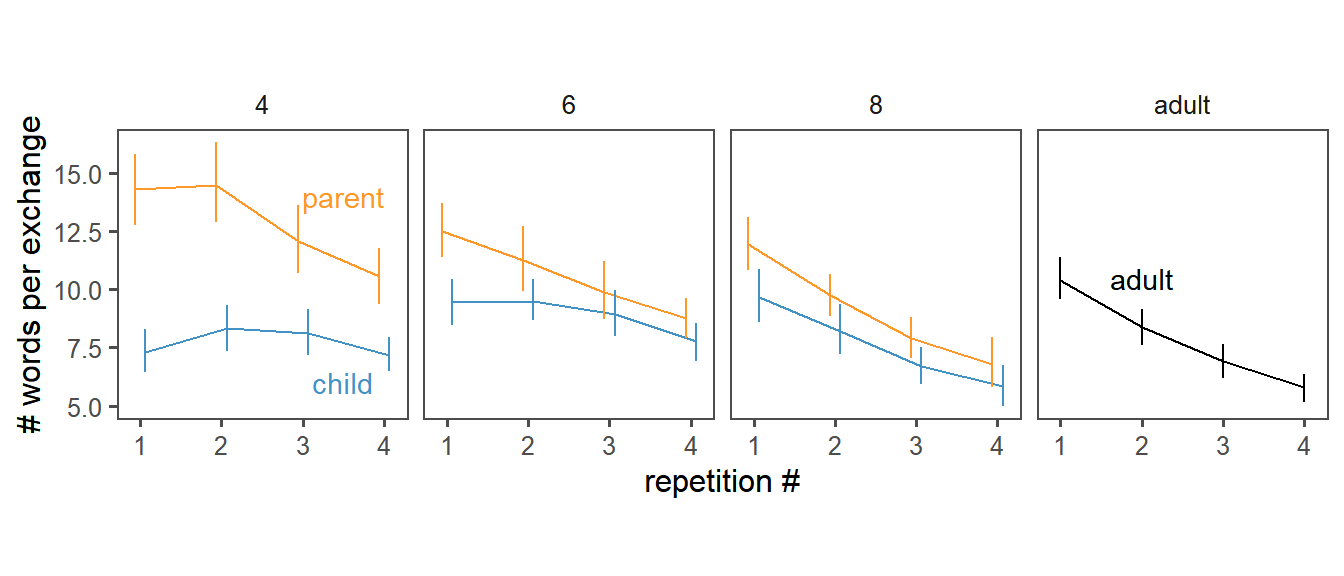 4 6 8 adult
# words per exchange
15.0
12.5
10.0
7.5
5.0
parent
child
adult
1 2 3 4 1 2 3 4 1 2 3 4 1 2 3 4
repetition #